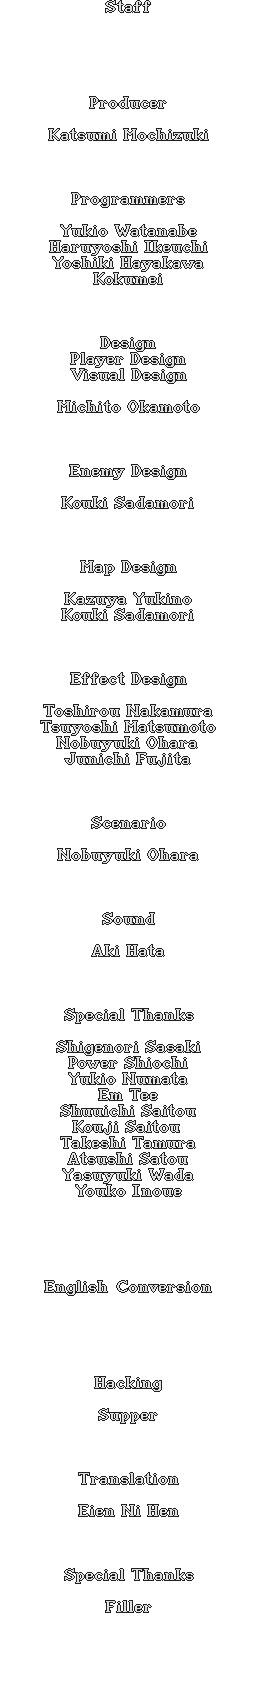 Staff
Producer
Katsumi Mochizuki
Programmers
Yukio Watanabe
Haruyoshi Ikeuchi
Yoshiki Hayakawa
Kokumei
Design
Player Design
Visual Design
Michito Okamoto
Enemy Design
Kouki Sadamori
Map Design
Kazuya Yukino
Kouki Sadamori
Effect Design
Toshirou Nakamura
Tsuyoshi Matsumoto
Nobuyuki Ohara
Junichi Fujita
Scenario
Nobuyuki Ohara
Sound
Aki Hata
Special Thanks
Shigenori Sasaki
Power Shiochi
Yukio Numata
Em Tee
Shuuichi Saitou
Kouji Saitou
Takeshi Tamura
Atsushi Satou
Yasuyuki Wada
Youko Inoue
English Conversion
Hacking
Supper
Translation
Eien Ni Hen
Special Thanks
Filler